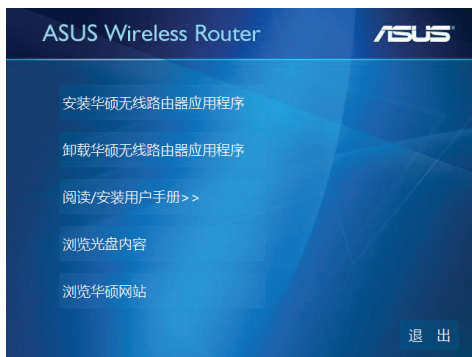 ASUS Wireless Router
ASUS
安装华硕无线路由器应用程序
卸载华硕无线路由器应用程序
阅读/安装用户手册>>
浏览光盘内容
浏览华硕网站
退 出